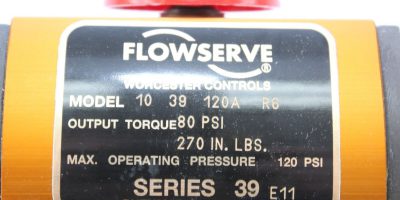 FLOWSERVE®
WORCESTER CONTROLS
MODEL 10 39 120A R6
OUTPUT TORQUE 80 PSI
270 IN. LBS.
MAX. OPERATING PRESSURE 120 PSI
SERIES 39 E11